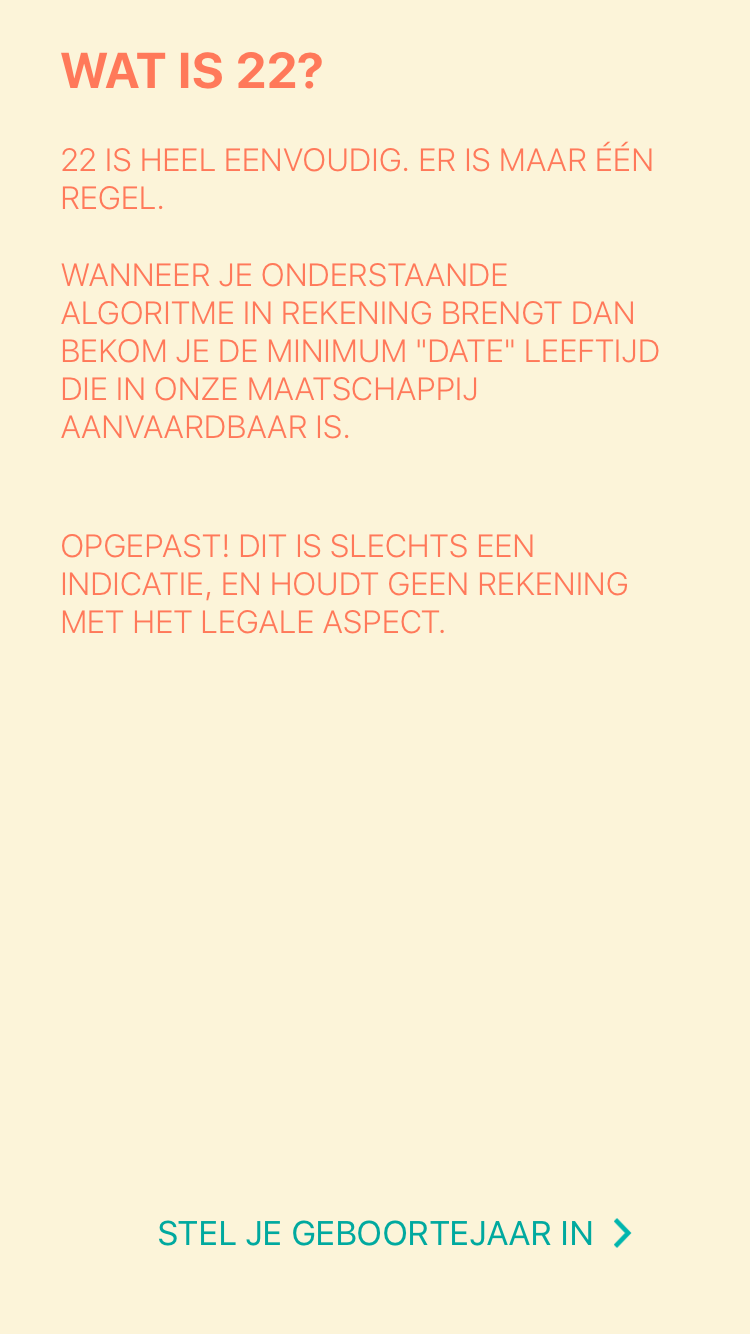 WAT IS 22?
22 IS HEEL EENVOUDIG. ER IS MAAR ÉÉN
REGEL.
WANNEER JE ONDERSTAANDE
ALGORITME IN REKENING BRENGT DAN
BEKOM JE DE MINIMUM "DATE" LEEFTIJD
DIE IN ONZE MAATSCHAPPIJ
AANVAARDBAAR IS.
OPGEPAST! DIT IS SLECHTS EEN
INDICATIE, EN HOUDT GEEN REKENING
MET HET LEGALE ASPECT.
STEL JE GEBOORTEJAAR IN